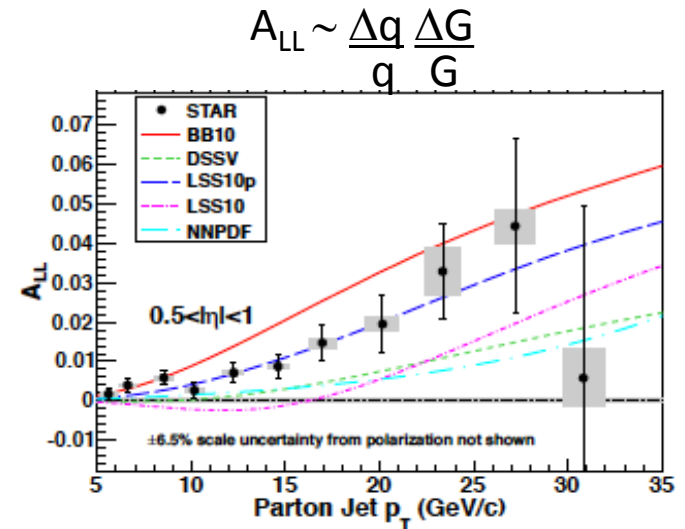 A_LL ~ Δq ΔG
q G
STAR
BB10
DSSV
LSS10p
LSS10
NNPDF
0.07
0.06
0.05
0.04
0.03
0.02
0.01
0
-0.01
A_LL
0.5<|η|<1
±6.5% scale uncertainty from polarization not shown
5 10 15 20 25 30 35
Parton Jet p_T (GeV/c)